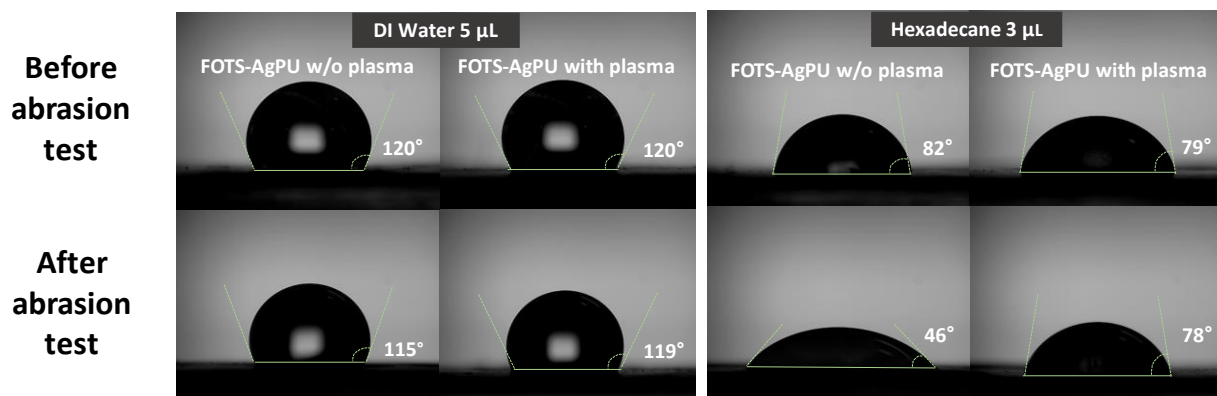 DI Water 5 µL
Hexadecane 3 µL
Before
abrasion
test
FOTS-AgPU w/o plasma
FOTS-AgPU with plasma
FOTS-AgPU w/o plasma
FOTS-AgPU with plasma
120°
120°
82°
79°
After
abrasion
test
115°
119°
46°
78°